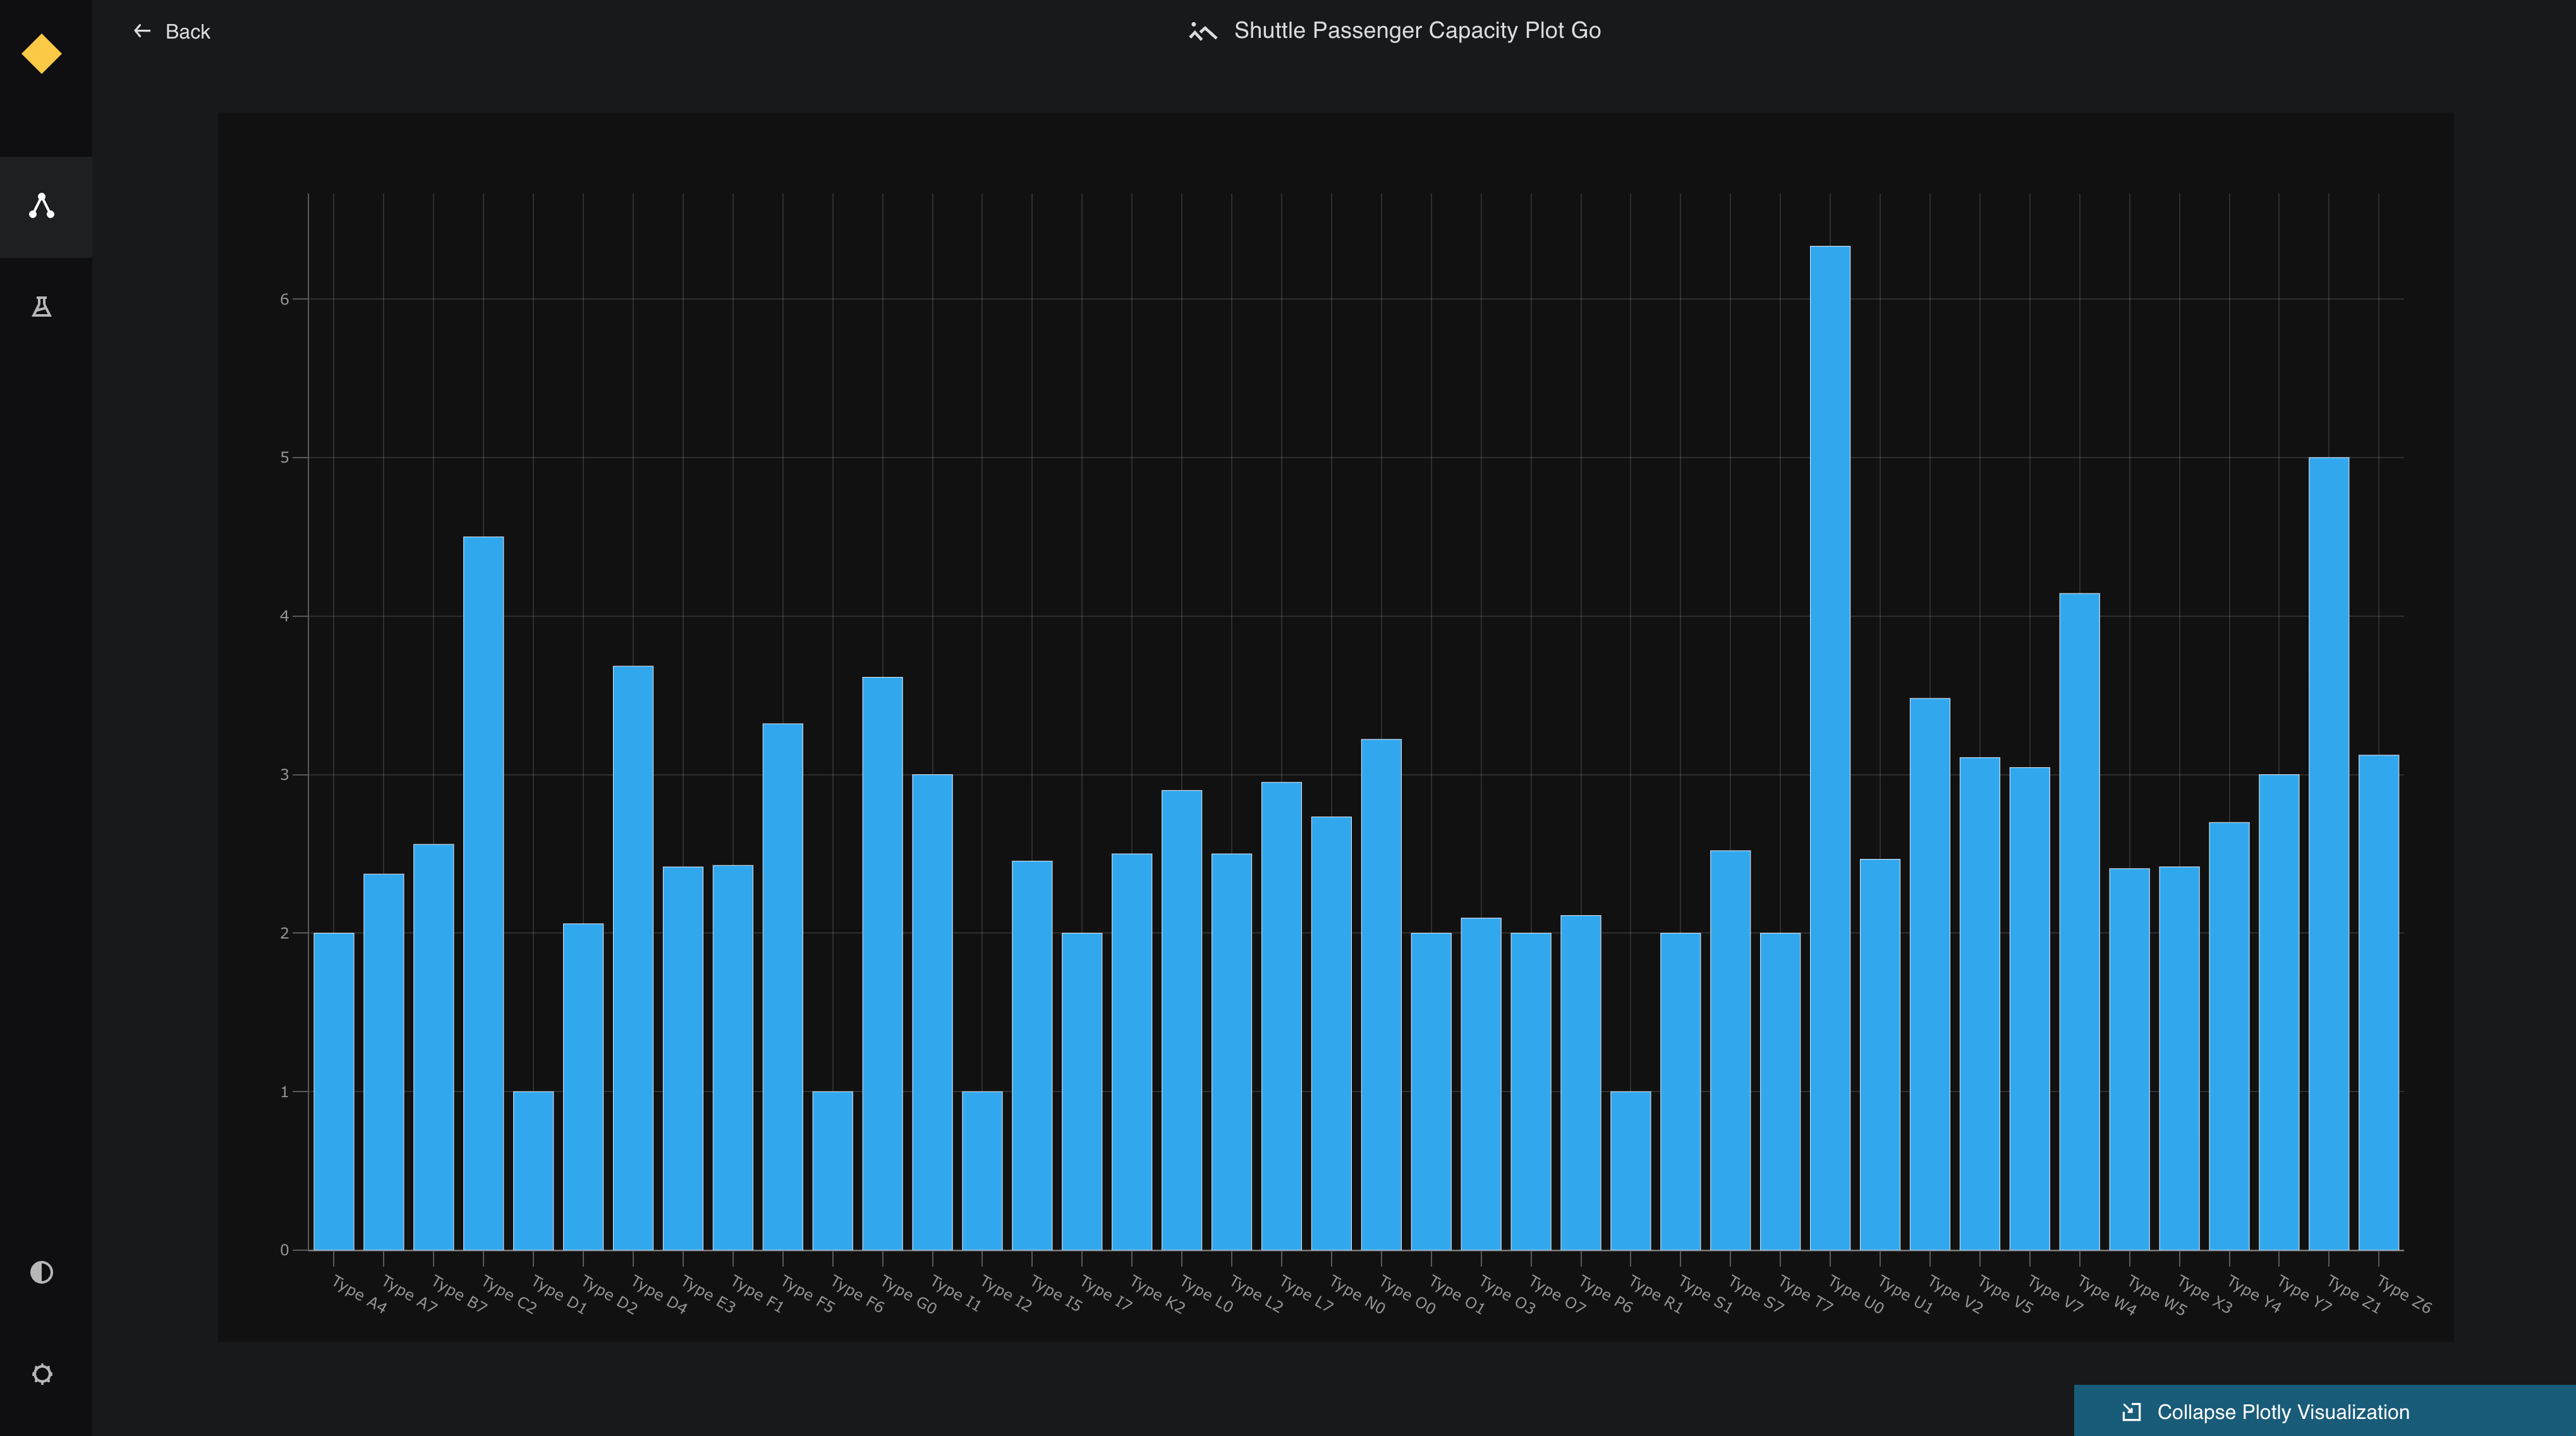 Back
Shuttle Passenger Capacity Plot Go
6
5
4
3
2
1
0
Type A4
Type A7
Type B7
Type C2
Type D1
Type D2
Type D4
Type E3
Type F1
Type F5
Type F6
Type G0
Type I1
Type I2
Type I5
Type I7
Type K2
Type L0
Type L2
Type L7
Type N0
Type O0
Type O1
Type O3
Type O7
Type P6
Type R1
Type S1
Type S7
Type T7
Type U0
Type U1
Type V2
Type V5
Type V7
Type W4
Type W5
Type X3
Type Y4
Type Y7
Type Z1
Type Z6
Collapse Plotly Visualization